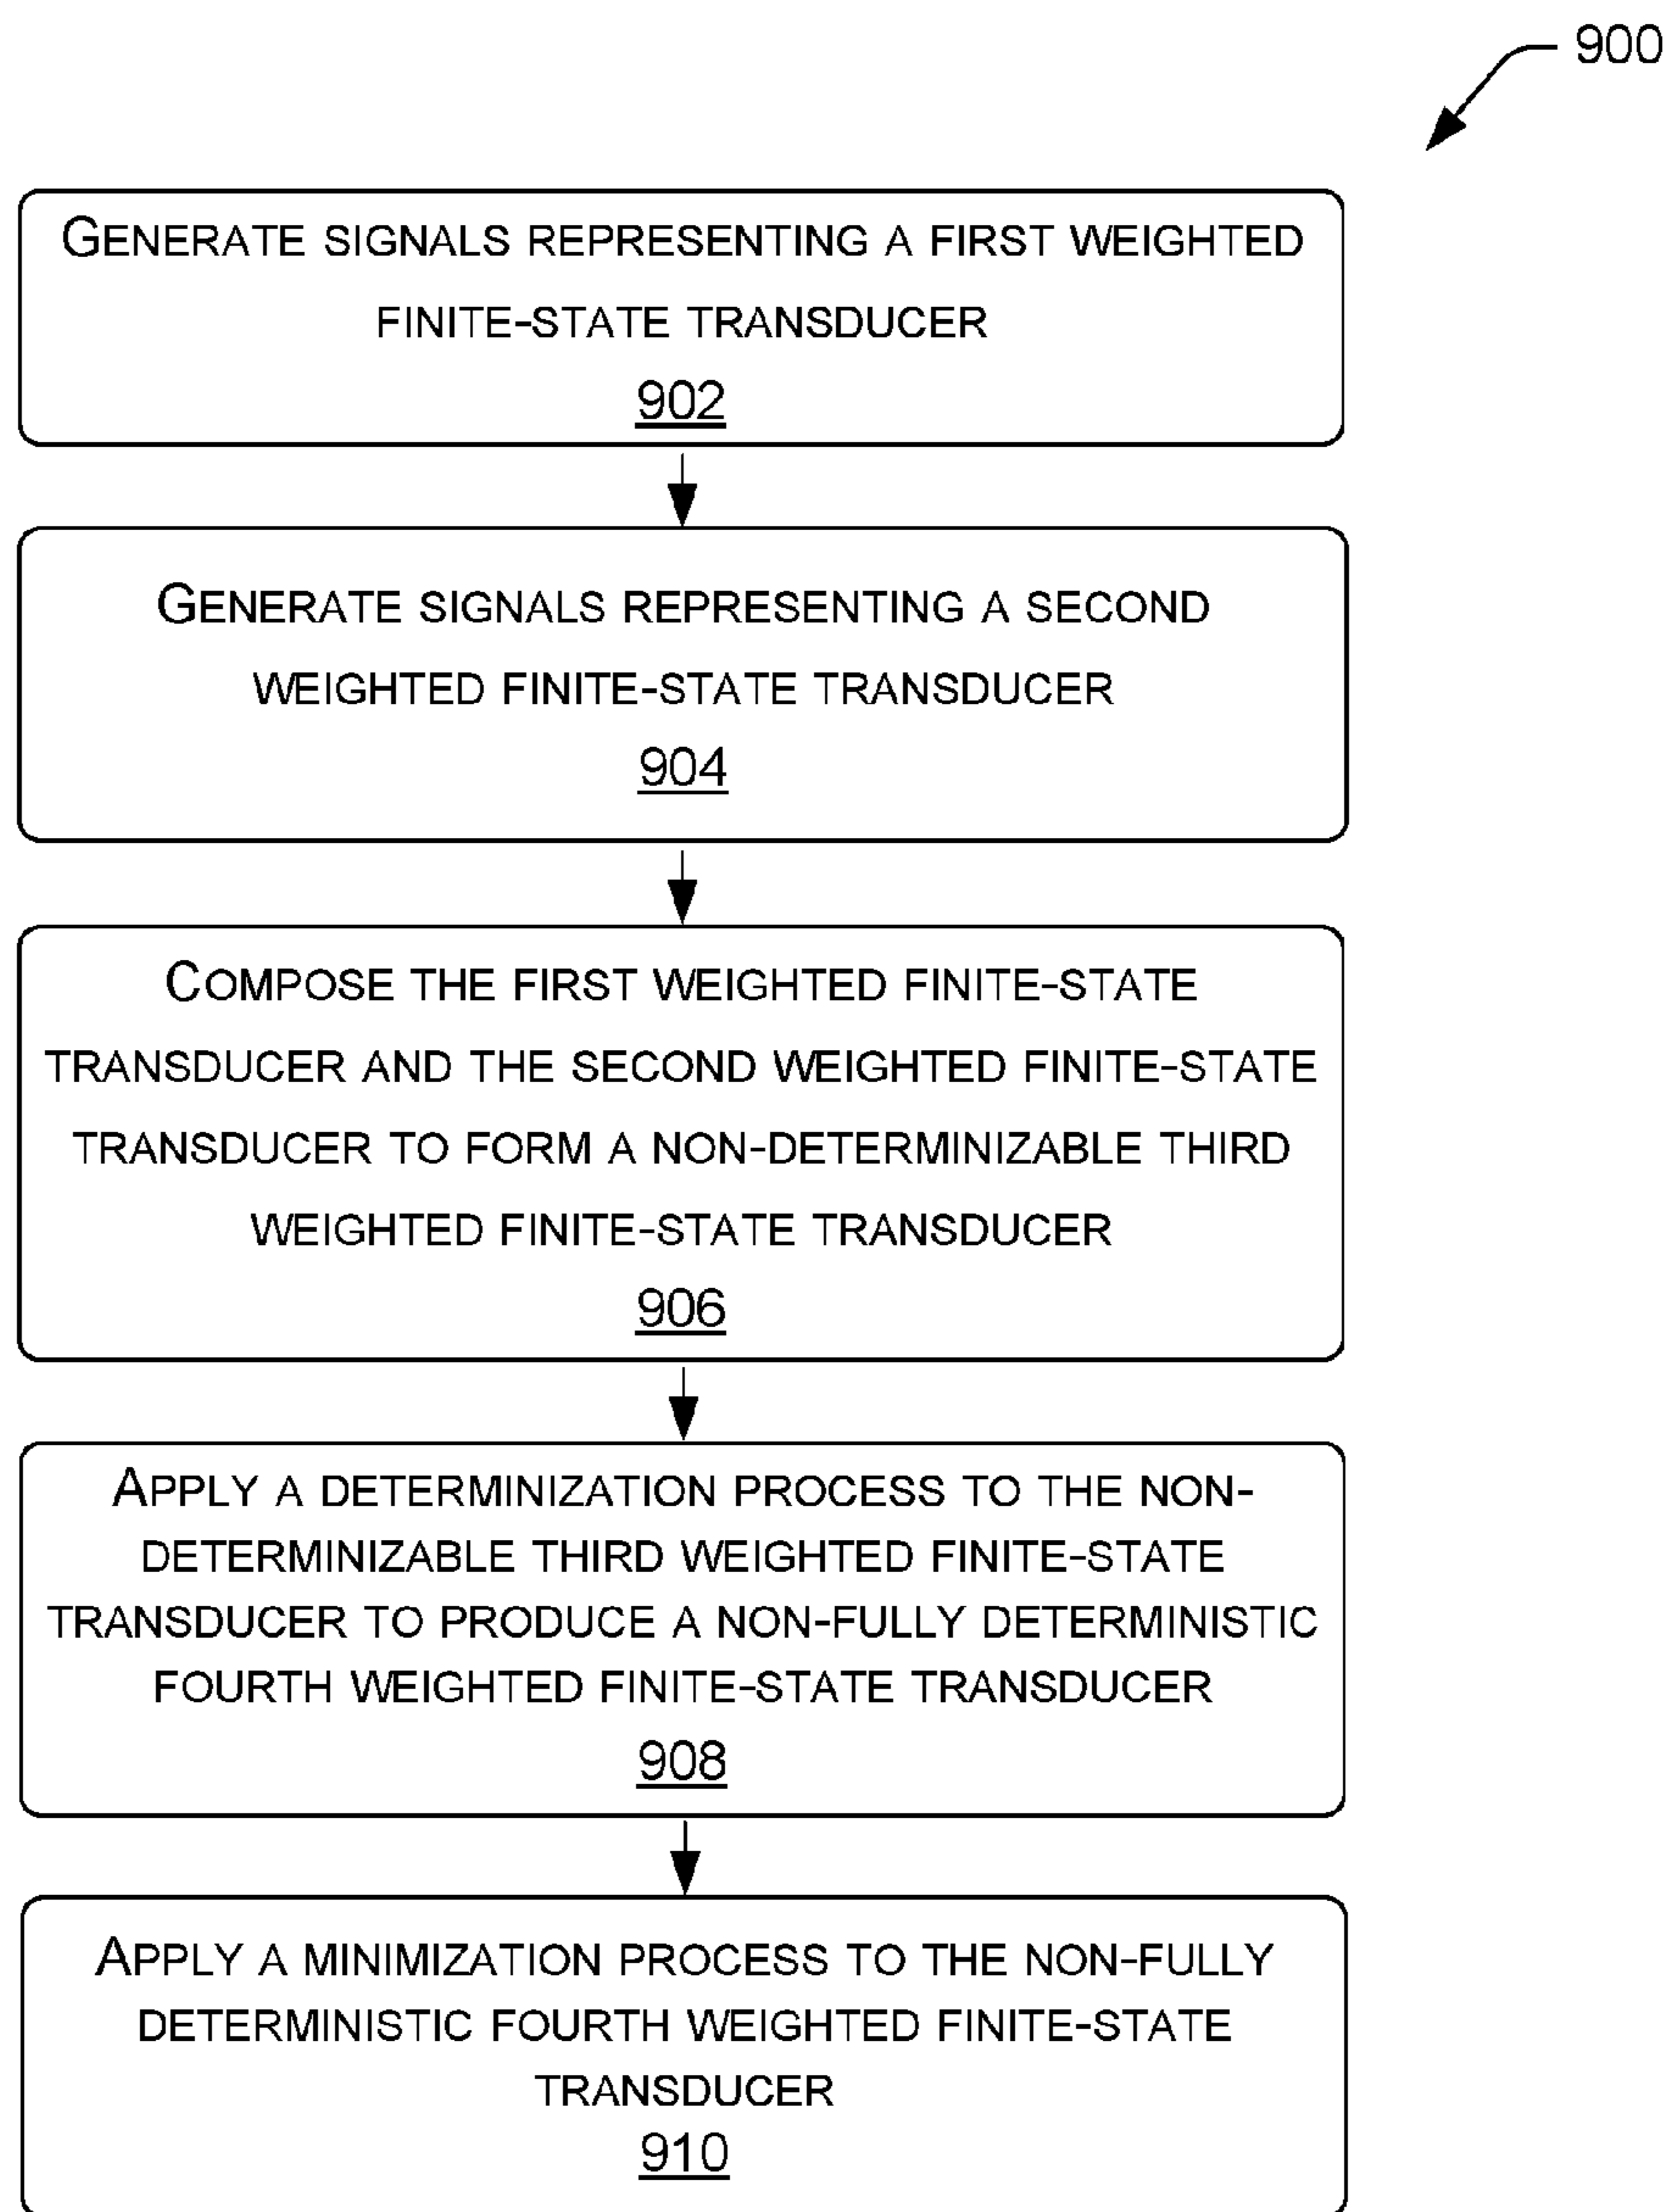 900
GENERATE SIGNALS REPRESENTING A FIRST WEIGHTED
FINITE-STATE TRANSDUCER
902
GENERATE SIGNALS REPRESENTING A SECOND
WEIGHTED FINITE-STATE TRANSDUCER
904
COMPOSE THE FIRST WEIGHTED FINITE-STATE
TRANSDUCER AND THE SECOND WEIGHTED FINITE-STATE
TRANSDUCER TO FORM A NON-DETERMINIZABLE THIRD
WEIGHTED FINITE-STATE TRANSDUCER
906
APPLY A DETERMINIZATION PROCESS TO THE NON-
DETERMINIZABLE THIRD WEIGHTED FINITE-STATE
TRANSDUCER TO PRODUCE A NON-FULLY DETERMINISTIC
FOURTH WEIGHTED FINITE-STATE TRANSDUCER
908
APPLY A MINIMIZATION PROCESS TO THE NON-FULLY
DETERMINISTIC FOURTH WEIGHTED FINITE-STATE
TRANSDUCER
910